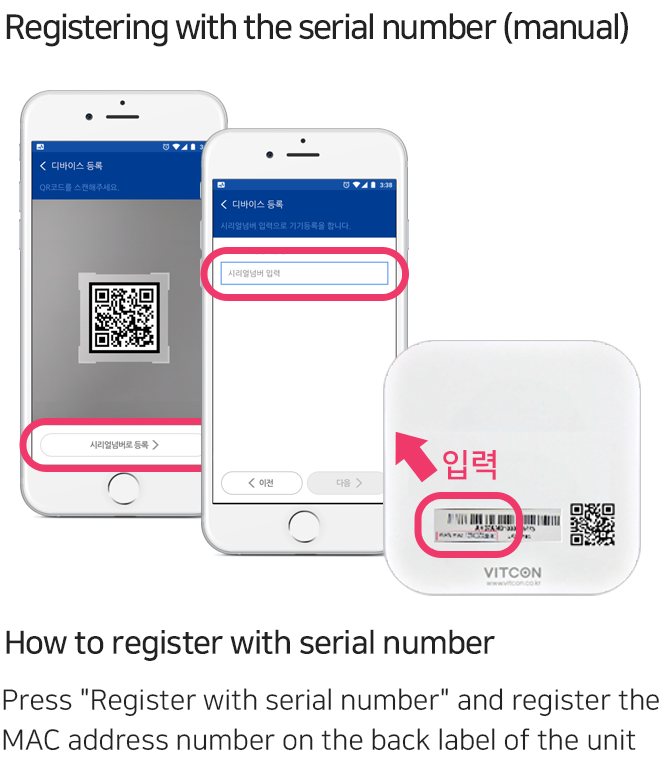 Registering with the serial number (manual)
디바이스 등록
QR코드를 스캔해주세요.
시리얼넘버로 등록
3:38
디바이스 등록
시리얼넘버 입력으로 기기등록을 합니다.
시리얼넘버 입력
이전
다음
입력
VITCON
www.vitcon.co.kr
How to register with serial number
Press "Register with serial number" and register the
MAC address number on the back label of the unit